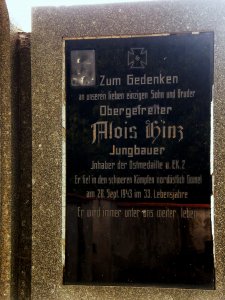 Zum Gedenken
an unseren lieben einzigen Sohn und Bruder
Obergefreiter
Alois Hinz
Jungbauer
Inhaber der Ostmedaille u. EK. 2
Er fiel in den schweren Kämpfen nordöstlich Gomel
am 28. Sept. 1943 im 33. Lebensjahre
Er wird immer unter uns weiter leben